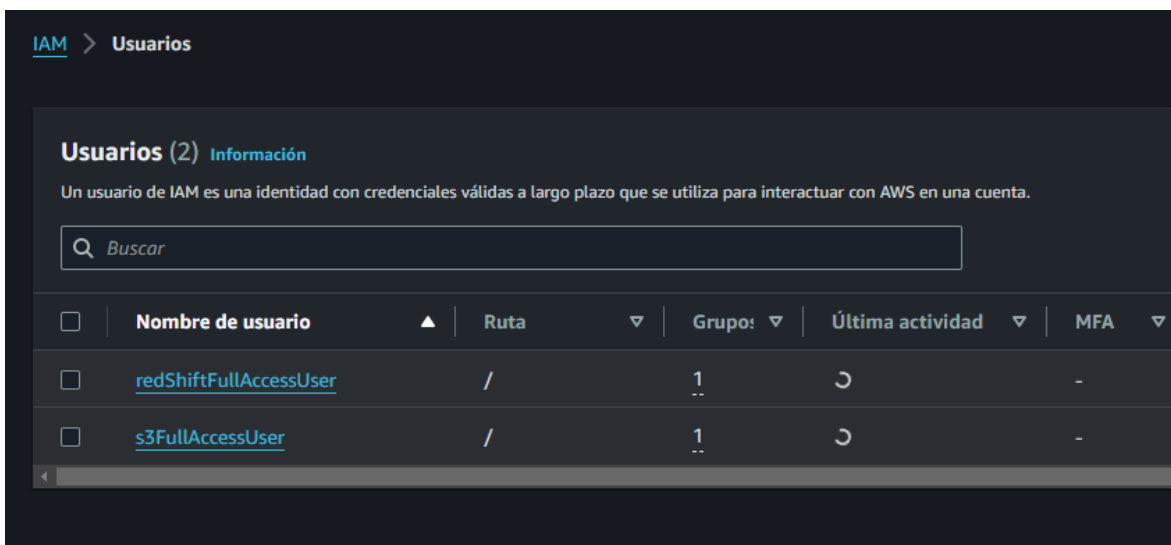 IAM > Usuarios
Usuarios (2) Información
Un usuario de IAM es una identidad con credenciales válidas a largo plazo que se utiliza para interactuar con AWS en una cuenta.
Buscar
Nombre de usuario Ruta Grupos Última actividad MFA
redShiftFullAccessUser / 1 -
s3FullAccessUser / 1 -